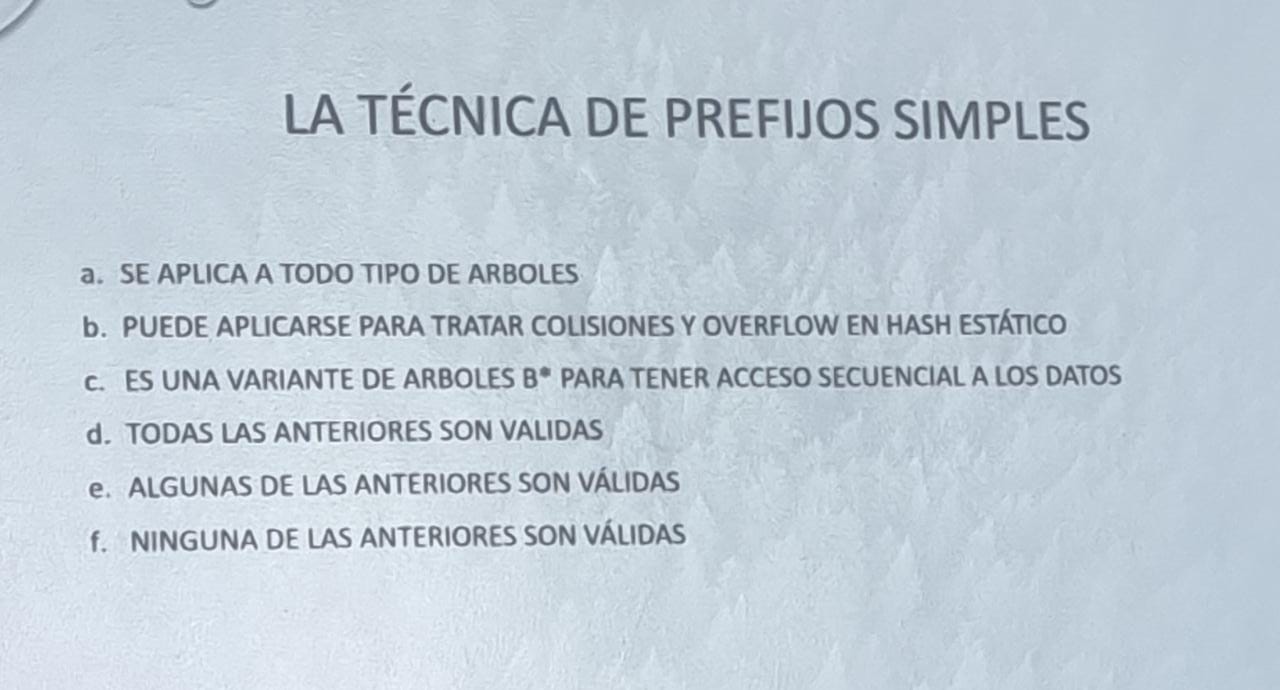 LA TÉCNICA DE PREFIJOS SIMPLES
a. SE APLICA A TODO TIPO DE ARBOLES
b. PUEDE APLICARSE PARA TRATAR COLISIONES Y OVERFLOW EN HASH ESTÁTICO
c. ES UNA VARIANTE DE ARBOLES B* PARA TENER ACCESO SECUENCIAL A LOS DATOS
d. TODAS LAS ANTERIORES SON VALIDAS
e. ALGUNAS DE LAS ANTERIORES SON VÁLIDAS
f. NINGUNA DE LAS ANTERIORES SON VÁLIDAS